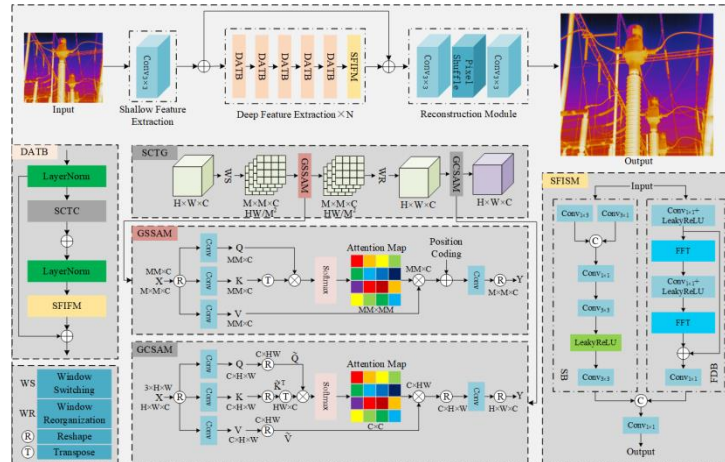 Input
Conv3×3
Shallow Feature
Extraction
DATB
DATB
DATB
DATB
DATB
SFIFM
Deep Feature Extraction×N
Conv3×3
Pixel
Shuffle
Conv3×3
Reconstruction Module
Output
DATB
LayerNorm
SCTC
LayerNorm
SFIFM
WS
Window
Switching
WR
Window
Reorganization
R
Reshape
T
Transpose
SCTG
H×W×C
WS
M×M×C
HW/M²
GSSAM
M×M×C
HW/M²
WR
H×W×C
GCSAM
H×W×C
GSSAM
MM×C
X
M×M×C
R
Conv
Q
MM×C
Conv
K
MM×C
T
Conv
V
MM×C
Softmax
Attention Map
MM×MM
MM×C
Position
Coding
Conv
R
Y
M×M×C
GCSAM
3×H×W
X
H×W×C
R
Conv
Q
C×H×W
C×HW
R
Q̃
Conv
K
C×H×W
R
K̃ᵀ
T
HW×C
Conv
V
C×H×W
C×HW
R
Ṽ
Softmax
Attention Map
C×C
C×HW
R
C×H×W
Conv
R
Y
H×W×C
SFISM
Input
Conv1×3
Conv3×1
C
Conv1×1
Conv3×3
LeakyReLU
SB
Conv3×3
Conv1×1+
LeakyReLU
FFT
Conv1×1+
LeakyReLU
FFT
FDB
Conv1×1
C
Conv1×1
Output